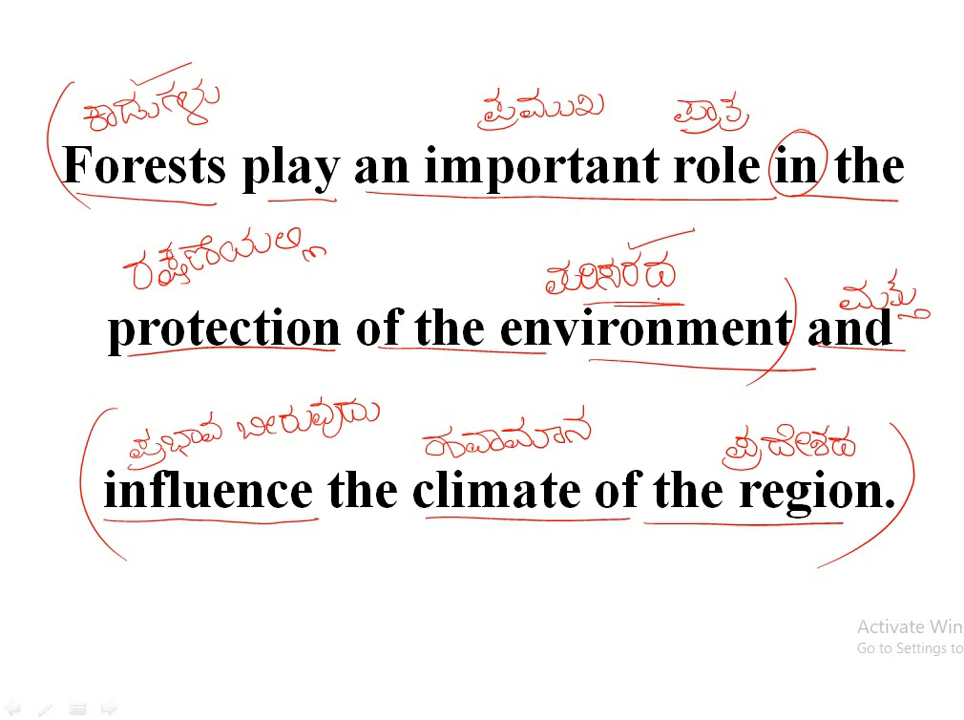 ಕಾಡುಗಳು ಪ್ರಮುಖ ಪಾತ್ರ
Forests play an important role in the
ರಕ್ಷಣೆಯಲ್ಲಿ ಪರಿಸರದ ಮತ್ತು
protection of the environment and
ಪ್ರಭಾವ ಬೀರುವುದು ಹವಾಮಾನ ಪ್ರದೇಶದ
influence the climate of the region.
Activate Win
Go to Settings to